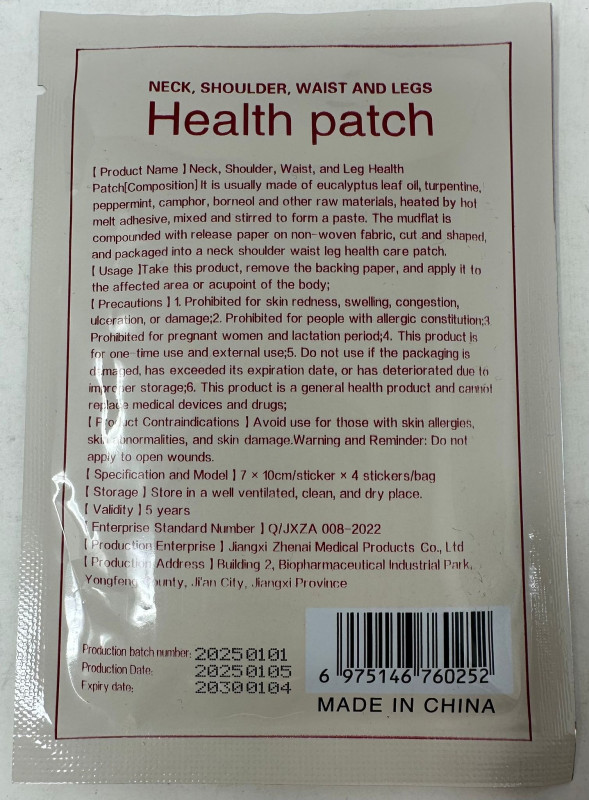 NECK, SHOULDER, WAIST AND LEGS
Health patch
[ Product Name ] Neck, Shoulder, Waist, and Leg Health
Patch[Composition] It is usually made of eucalyptus leaf oil, turpentine,
peppermint, camphor, borneol and other raw materials, heated by hot
melt adhesive, mixed and stirred to form a paste. The mudflat is
compounded with release paper on non-woven fabric, cut and shaped,
and packaged into a neck shoulder waist leg health care patch.
[ Usage ]Take this product, remove the backing paper, and apply it to
the affected area or acupoint of the body;
[ Precautions ] 1. Prohibited for skin redness, swelling, congestion,
ulceration, or damage;2. Prohibited for people with allergic constitution;3.
Prohibited for pregnant women and lactation period;4. This product is
for one-time use and external use;5. Do not use if the packaging is
damaged, has exceeded its expiration date, or has deteriorated due to
improper storage;6. This product is a general health product and cannot
replace medical devices and drugs;
[ Product Contraindications ] Avoid use for those with skin allergies,
skin abnormalities, and skin damage.Warning and Reminder: Do not
apply to open wounds.
[ Specification and Model ] 7 × 10cm/sticker × 4 stickers/bag
[ Storage ] Store in a well ventilated, clean, and dry place.
[ Validity ] 5 years
[ Enterprise Standard Number ] Q/JXZA 008-2022
[ Production Enterprise ] Jiangxi Zhenai Medical Products Co., Ltd
[ Production Address ] Building 2, Biopharmaceutical Industrial Park,
Yongfeng County, Ji'an City, Jiangxi Province
Production batch number: 20250101
Production Date: 20250105
Expiry date: 20300104
6 975146 760252
MADE IN CHINA